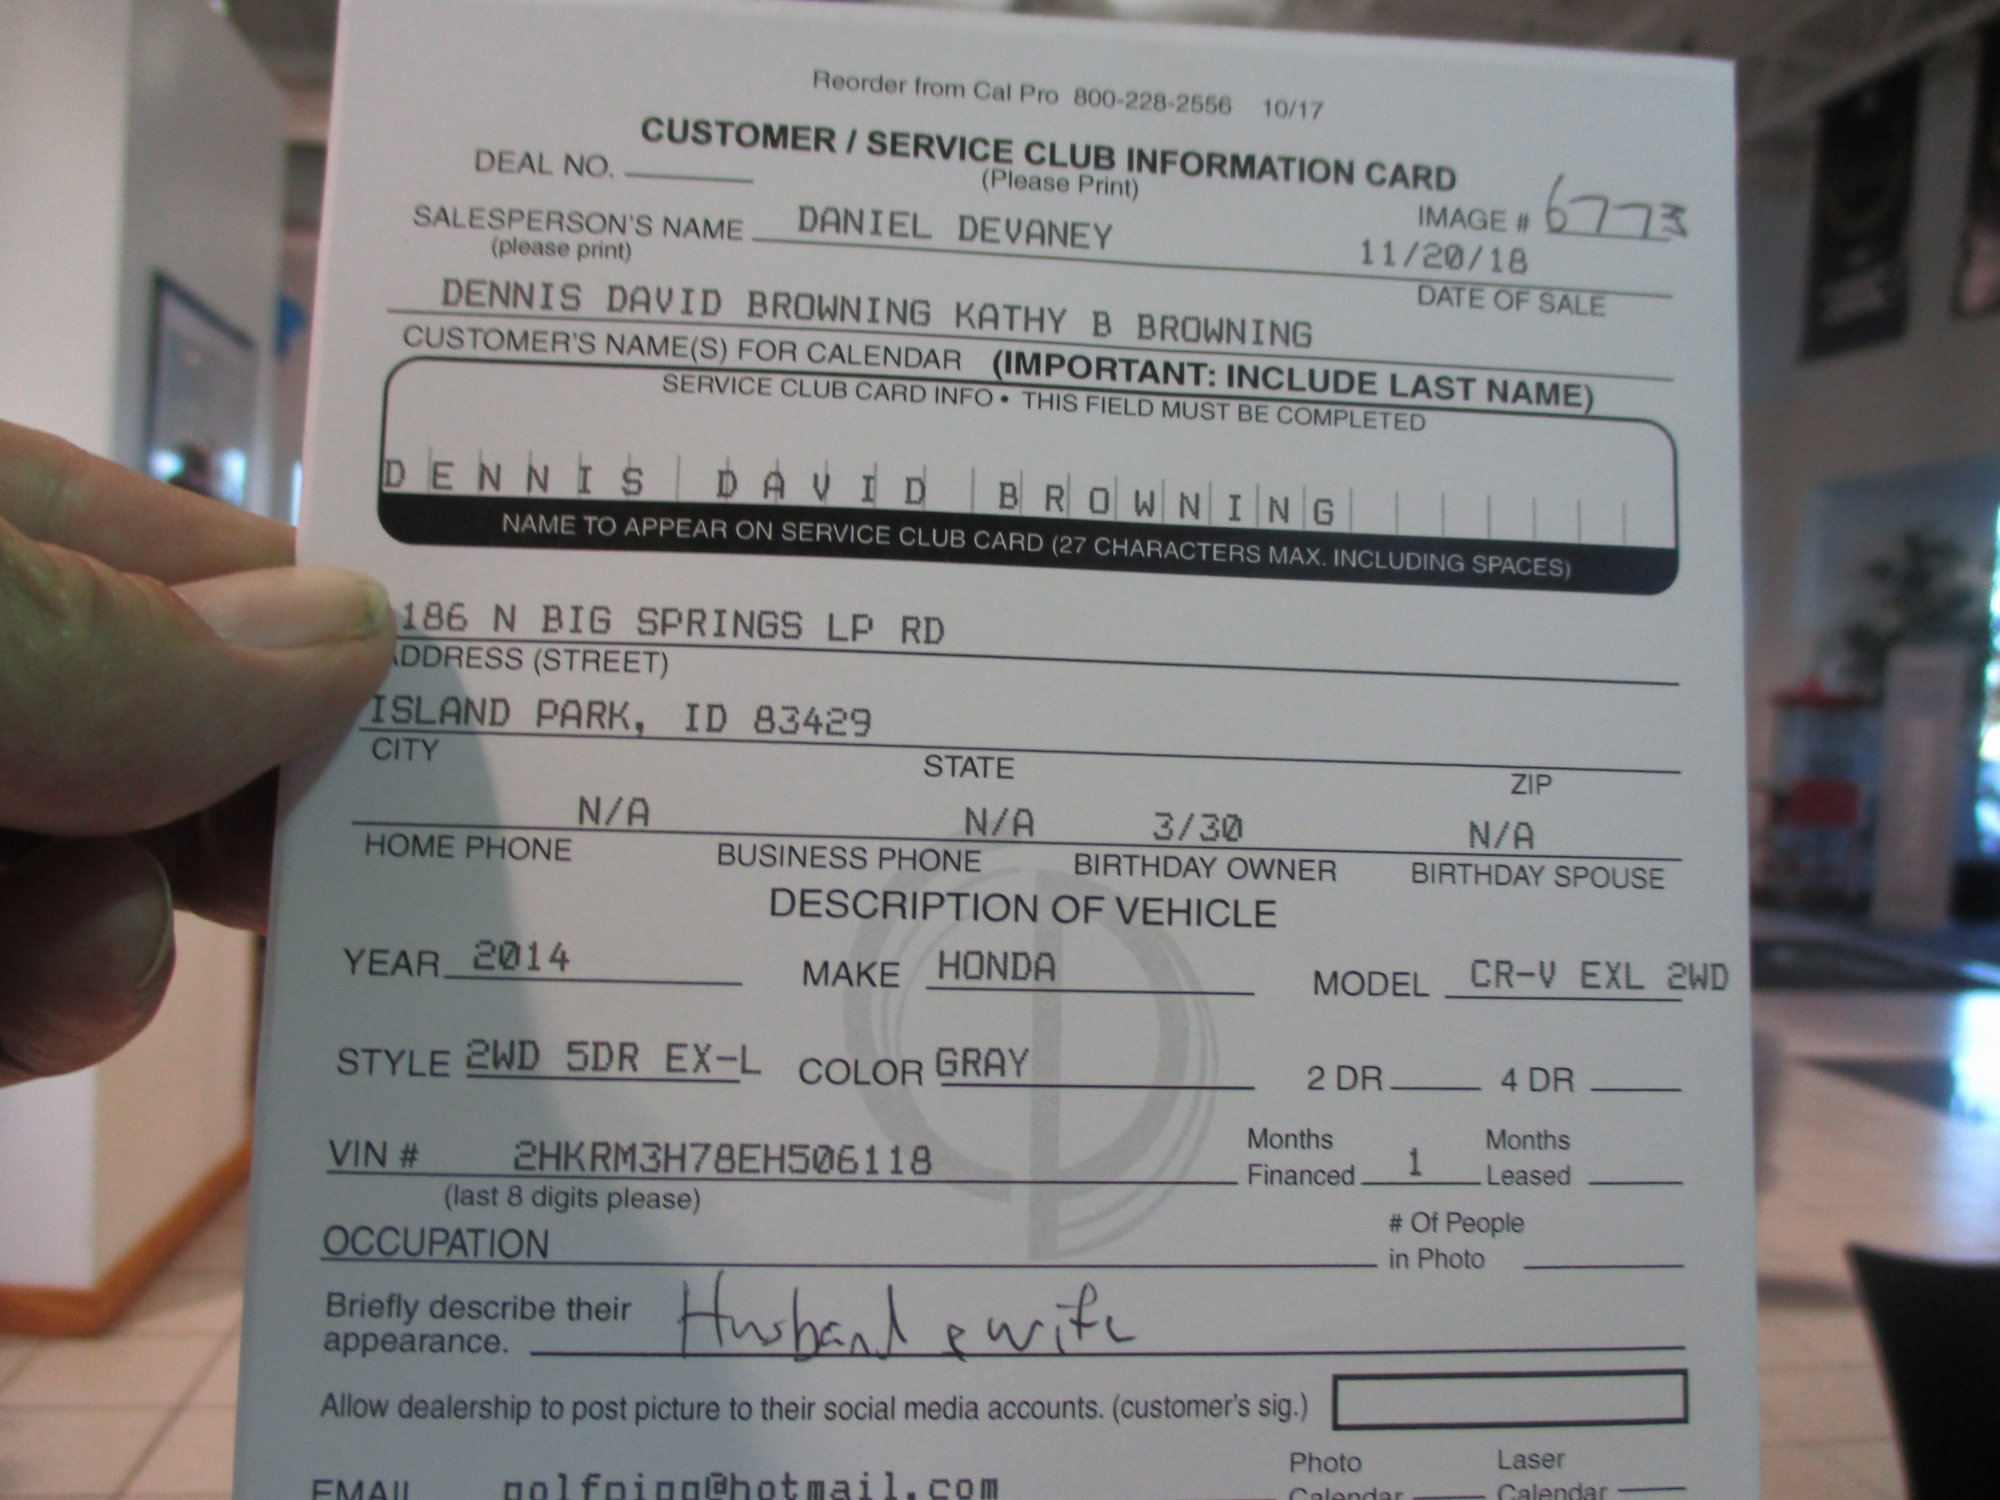 Reorder from Cal Pro 800-228-2556 10/17
CUSTOMER / SERVICE CLUB INFORMATION CARD
DEAL NO. (Please Print)
IMAGE # 6773
SALESPERSON'S NAME DANIEL DEVANEY 11/20/18
(please print) DATE OF SALE
DENNIS DAVID BROWNING KATHY B BROWNING
CUSTOMER'S NAME(S) FOR CALENDAR (IMPORTANT: INCLUDE LAST NAME)
SERVICE CLUB CARD INFO • THIS FIELD MUST BE COMPLETED
DENNIS DAVID BROWNING
NAME TO APPEAR ON SERVICE CLUB CARD (27 CHARACTERS MAX. INCLUDING SPACES)
N BIG SPRINGS LP RD
ADDRESS (STREET)
ISLAND PARK, ID 83429
CITY STATE ZIP
N/A N/A 3/30 N/A
HOME PHONE BUSINESS PHONE BIRTHDAY OWNER BIRTHDAY SPOUSE
DESCRIPTION OF VEHICLE
YEAR 2014 MAKE HONDA MODEL CR-V EXL 2WD
STYLE 2WD 5DR EX-L COLOR GRAY 2 DR 4 DR
VIN # 2HKRM3H78EH506118 Months Financed 1 Months Leased
(last 8 digits please)
OCCUPATION # Of People in Photo
Briefly describe their appearance. Husband & wife
Allow dealership to post picture to their social media accounts. (customer's sig.)
Photo Calendar Laser Calendar
EMAIL